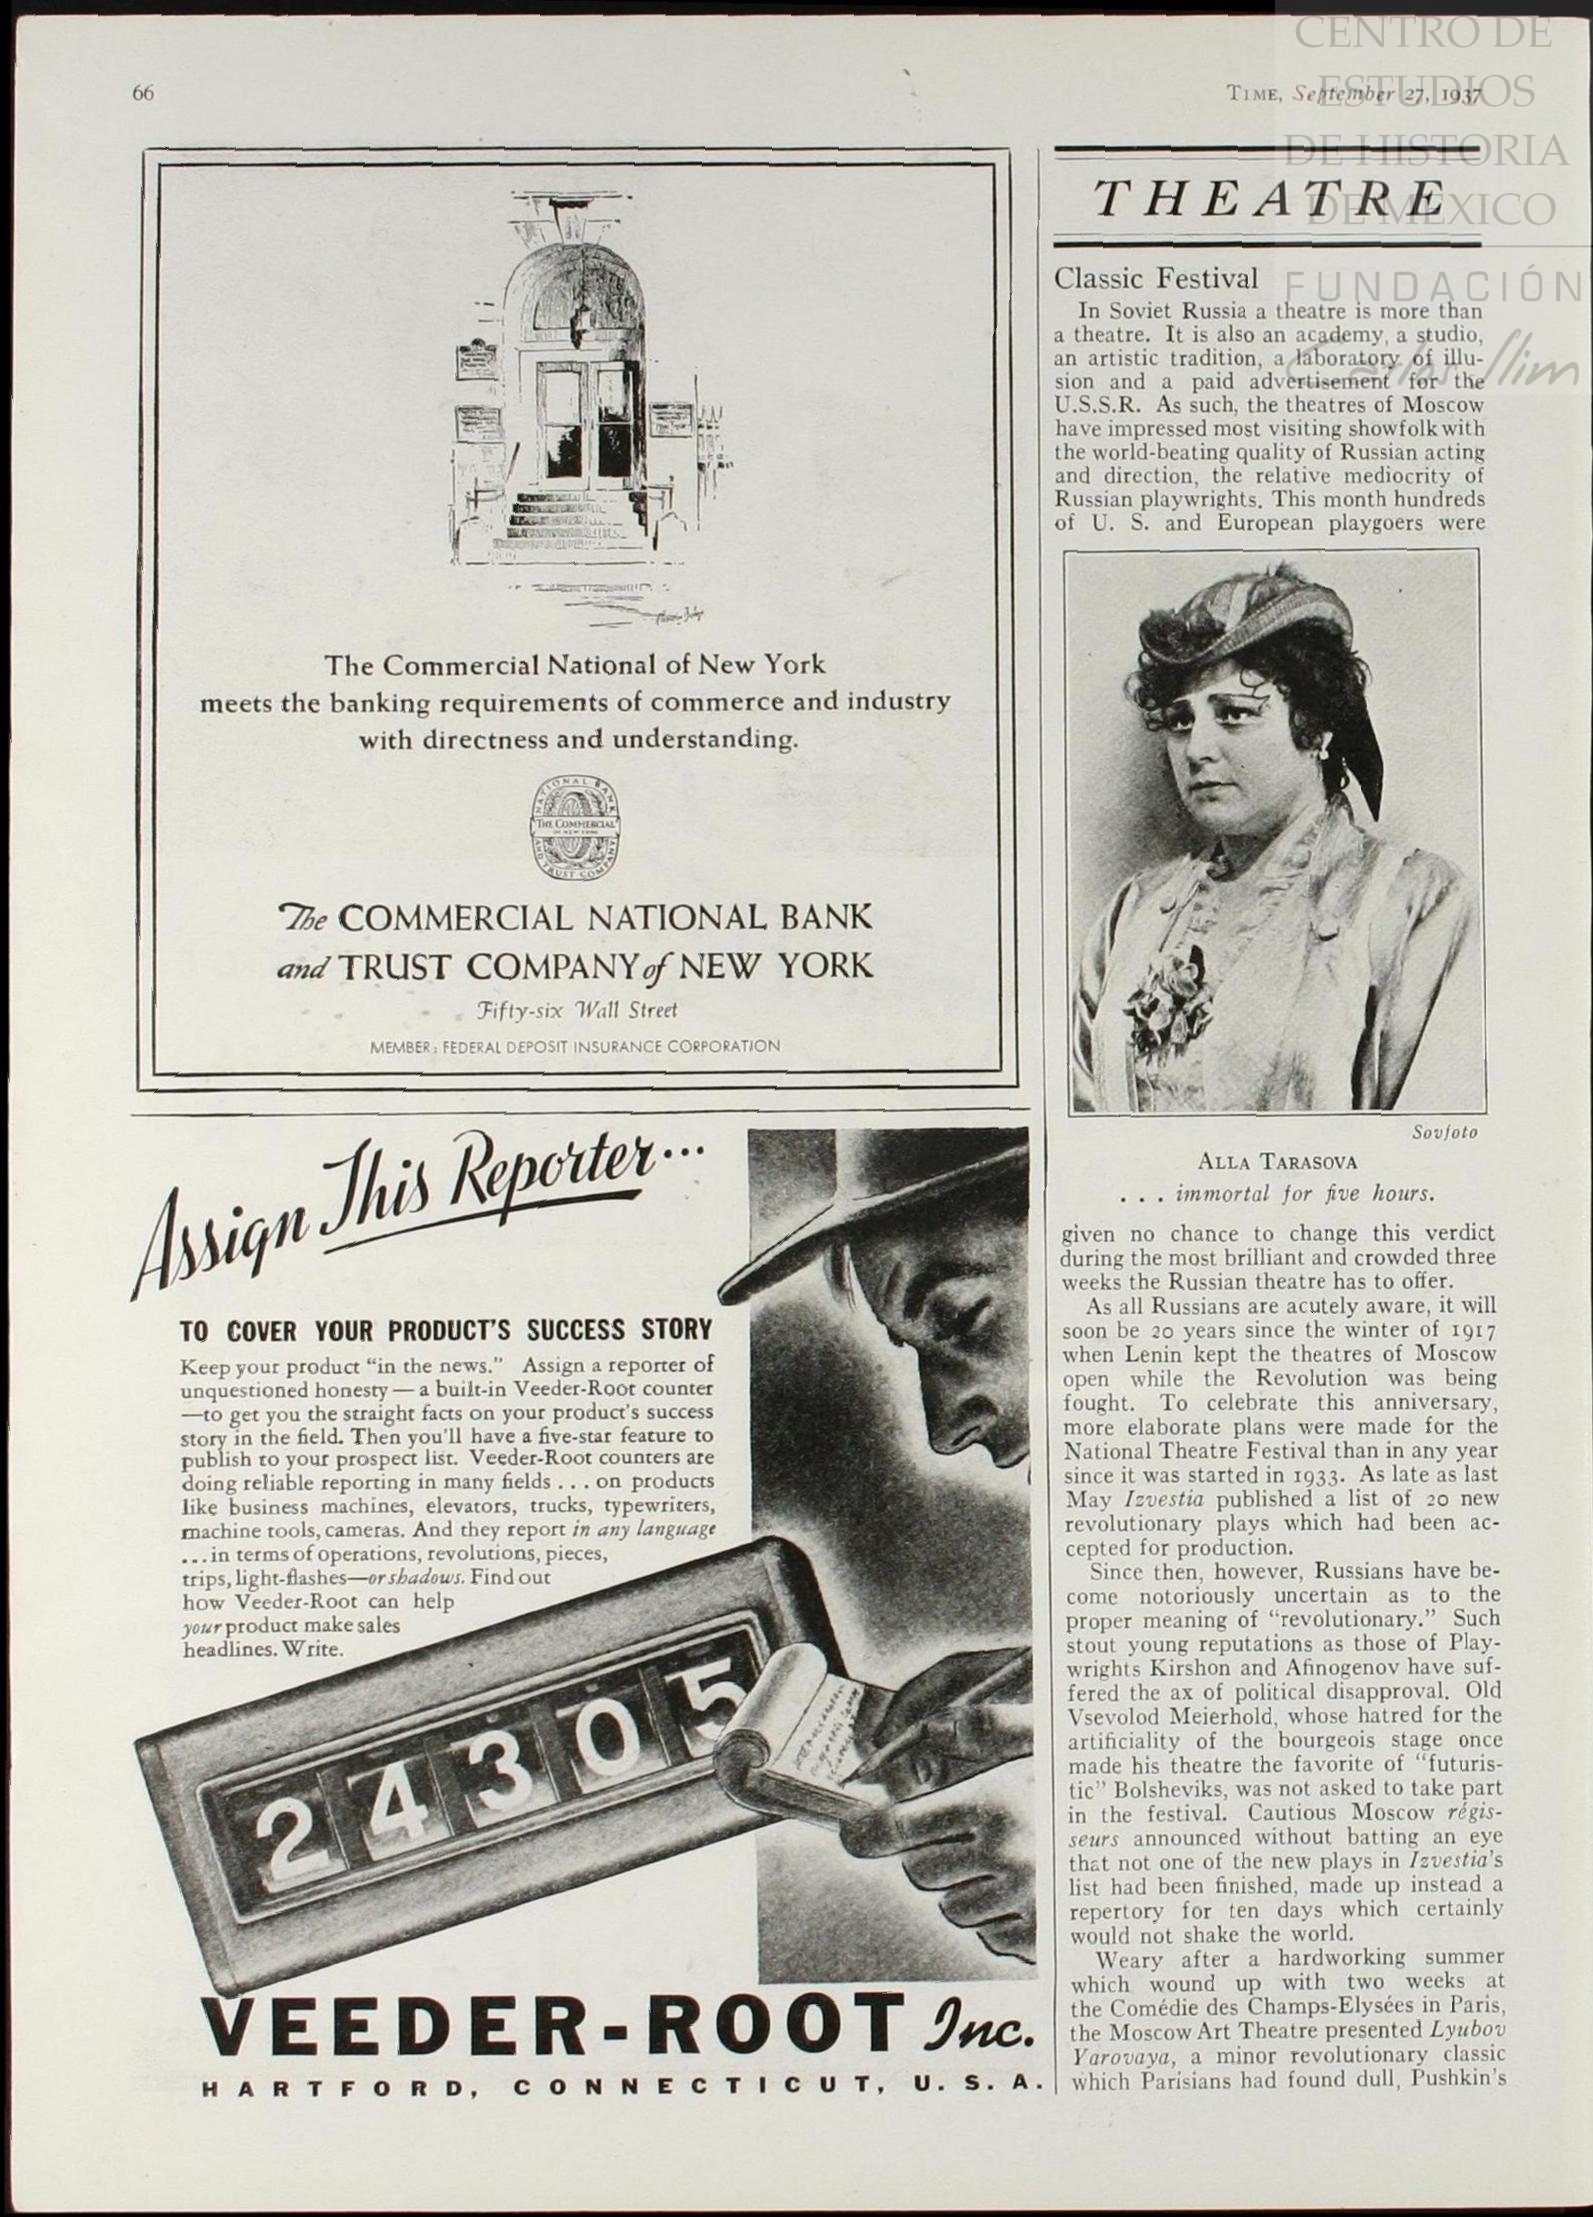 66
TIME, September 27, 1937
CENTRO DE
ESTUDIOS
DE HISTORIA
DE MÉXICO
FUNDACIÓN
Carlos Slim
The Commercial National of New York
meets the banking requirements of commerce and industry
with directness and understanding.
NATIONAL BANK
THE COMMERCIAL
OF NEW YORK
AND TRUST COMPANY
The COMMERCIAL NATIONAL BANK
and TRUST COMPANY of NEW YORK
Fifty-six Wall Street
MEMBER: FEDERAL DEPOSIT INSURANCE CORPORATION
Assign This Reporter...
TO COVER YOUR PRODUCT'S SUCCESS STORY
Keep your product “in the news.” Assign a reporter of
unquestioned honesty — a built-in Veeder-Root counter
—to get you the straight facts on your product's success
story in the field. Then you'll have a five-star feature to
publish to your prospect list. Veeder-Root counters are
doing reliable reporting in many fields . . . on products
like business machines, elevators, trucks, typewriters,
machine tools, cameras. And they report in any language
...in terms of operations, revolutions, pieces,
trips, light-flashes—or shadows. Find out
how Veeder-Root can help
your product make sales
headlines. Write.
24305
VEEDER-ROOT Inc.
HARTFORD, CONNECTICUT, U. S. A.
THEATRE
Classic Festival
In Soviet Russia a theatre is more than
a theatre. It is also an academy, a studio,
an artistic tradition, a laboratory of illu-
sion and a paid advertisement for the
U.S.S.R. As such, the theatres of Moscow
have impressed most visiting showfolk with
the world-beating quality of Russian acting
and direction, the relative mediocrity of
Russian playwrights. This month hundreds
of U. S. and European playgoers were
Sovfoto
ALLA TARASOVA
. . . immortal for five hours.
given no chance to change this verdict
during the most brilliant and crowded three
weeks the Russian theatre has to offer.
As all Russians are acutely aware, it will
soon be 20 years since the winter of 1917
when Lenin kept the theatres of Moscow
open while the Revolution was being
fought. To celebrate this anniversary,
more elaborate plans were made for the
National Theatre Festival than in any year
since it was started in 1933. As late as last
May Izvestia published a list of 20 new
revolutionary plays which had been ac-
cepted for production.
Since then, however, Russians have be-
come notoriously uncertain as to the
proper meaning of “revolutionary.” Such
stout young reputations as those of Play-
wrights Kirshon and Afinogenov have suf-
fered the ax of political disapproval. Old
Vsevolod Meierhold, whose hatred for the
artificiality of the bourgeois stage once
made his theatre the favorite of “futuris-
tic” Bolsheviks, was not asked to take part
in the festival. Cautious Moscow régis-
seurs announced without batting an eye
that not one of the new plays in Izvestia's
list had been finished, made up instead a
repertory for ten days which certainly
would not shake the world.
Weary after a hardworking summer
which wound up with two weeks at
the Comédie des Champs-Elysées in Paris,
the Moscow Art Theatre presented Lyubov
Yarovaya, a minor revolutionary classic
which Parisians had found dull, Pushkin's